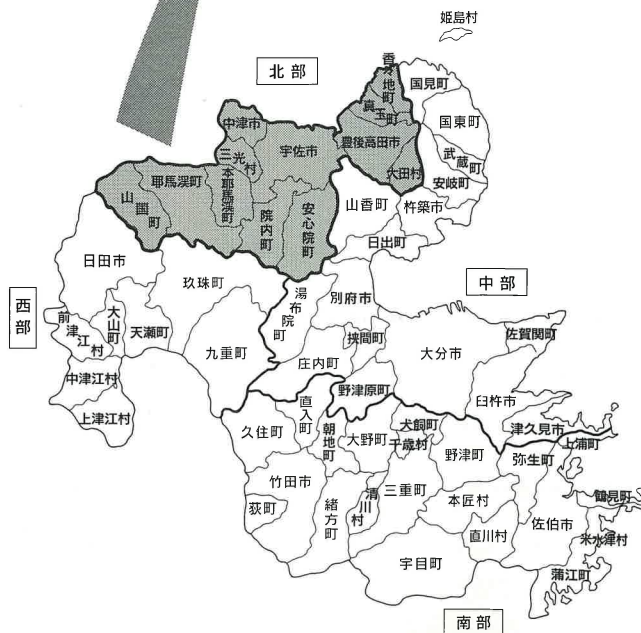 姫島村
北部
香々地町
国見町
真玉町
国東町
中津市
宇佐市
豊後高田市
武蔵町
三光村
大田村
安岐町
耶馬渓町
本耶馬渓町
山国町
院内町
安心院町
山香町
杵築市
日出町
日田市
玖珠町
湯布院町
別府市
中部
西部
前津江村
大山町
天瀬町
九重町
挾間町
大分市
佐賀関町
庄内町
中津江村
野津原町
臼杵市
上津江村
直入町
久住町
朝地町
大野町
犬飼町
千歳村
野津町
津久見市
上浦町
弥生町
竹田市
荻町
緒方町
清川村
三重町
本匠村
鶴見町
佐伯市
直川村
米水津村
宇目町
蒲江町
南部